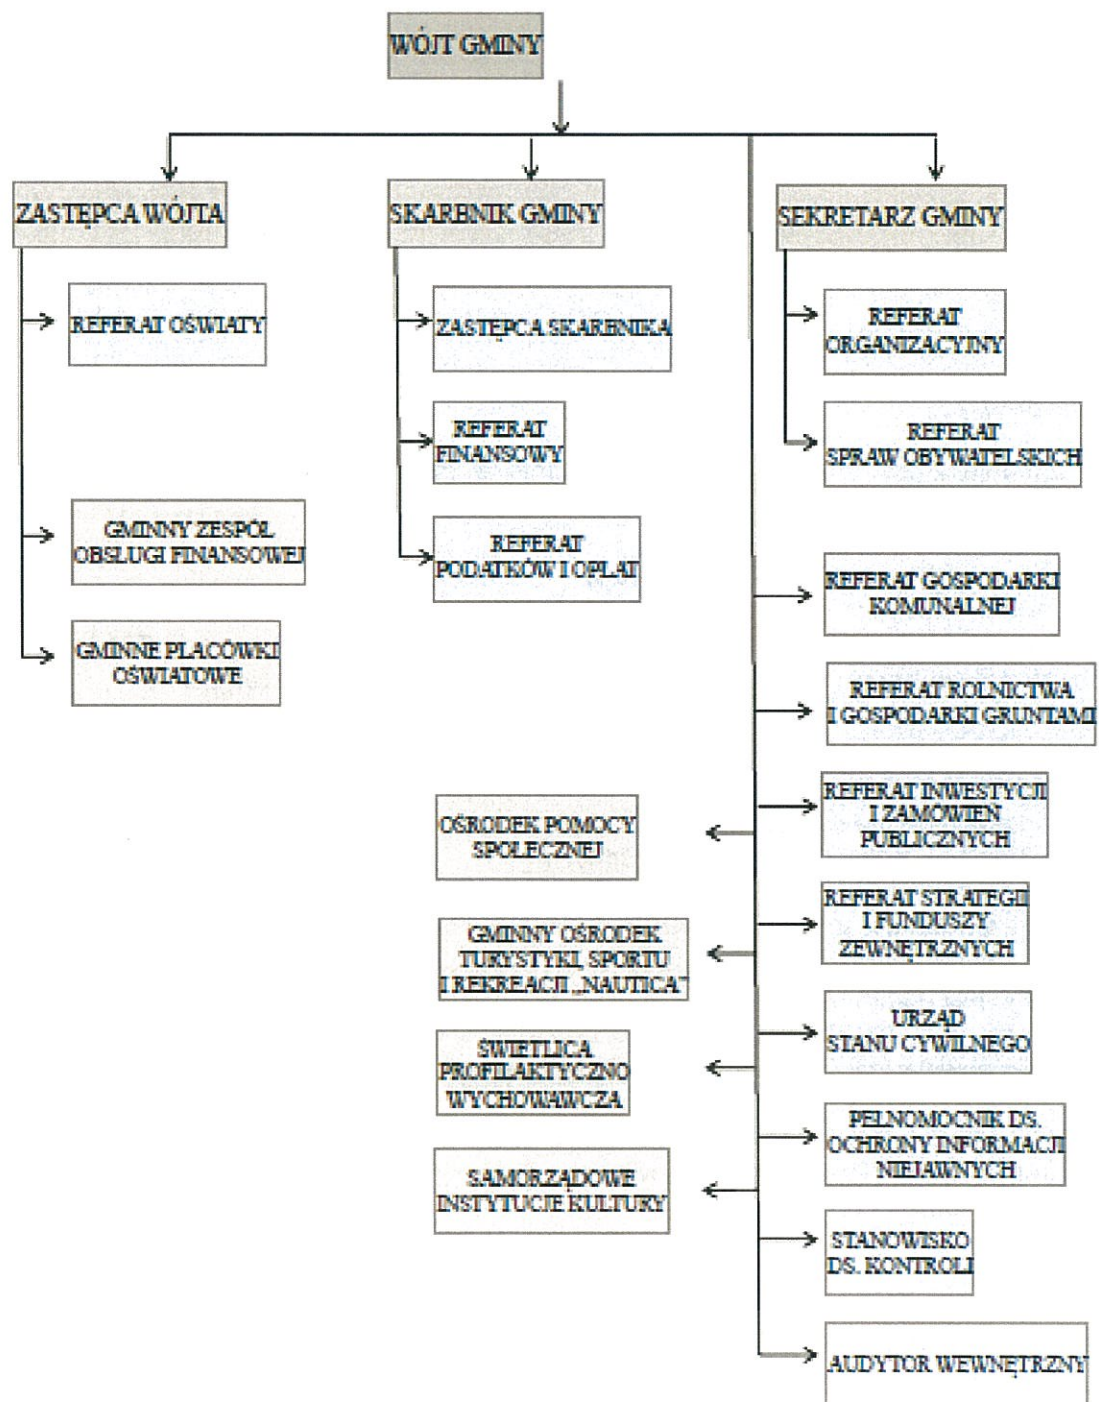 WÓJT GMINY
ZASTĘPCA WÓJTA
SKARBNIK GMINY
SEKRETARZ GMINY
REFERAT OŚWIATY
GMINNY ZESPÓŁ
OBSŁUGI FINANSOWEJ
GMINNE PLACÓWKI
OŚWIATOWE
ZASTĘPCA SKARBNIKA
REFERAT
FINANSOWY
REFERAT
PODATKÓW I OPŁAT
REFERAT
ORGANIZACYJNY
REFERAT
SPRAW OBYWATELSKICH
REFERAT GOSPODARKI
KOMUNALNEJ
REFERAT ROLNICTWA
I GOSPODARKI GRUNTAMI
REFERAT INWESTYCJI
I ZAMÓWIEŃ
PUBLICZNYCH
REFERAT STRATEGII
I FUNDUSZY
ZEWNĘTRZNYCH
URZĄD
STANU CYWILNEGO
PEŁNOMOCNIK DS.
OCHRONY INFORMACJI
NIEJAWNYCH
STANOWISKO
DS. KONTROLI
AUDYTOR WEWNĘTRZNY
OŚRODEK POMOCY
SPOŁECZNEJ
GMINNY OŚRODEK
TURYSTYKI, SPORTU
I REKREACJI „NAUTICA”
ŚWIETLICA
PROFILAKTYCZNO
WYCHOWAWCZA
SAMORZĄDOWE
INSTYTUCJE KULTURY